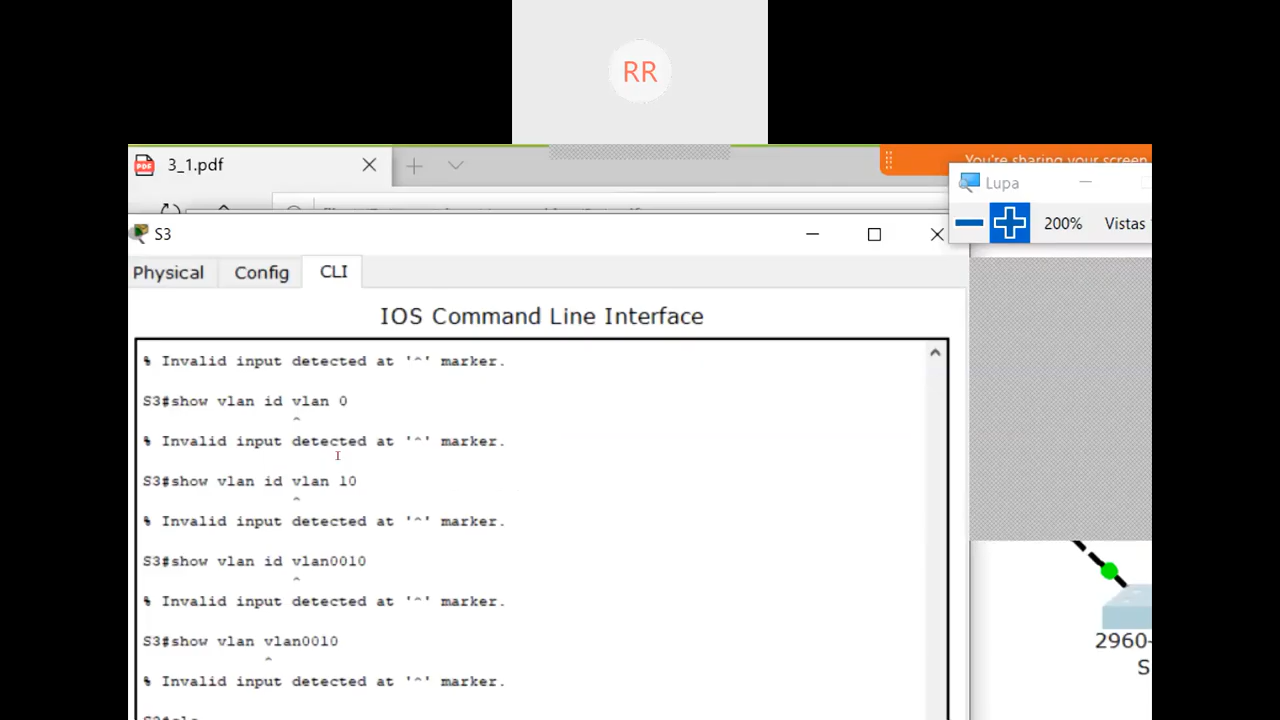 RR
3_1.pdf
You're sharing your screen
Lupa
200% Vistas
S3
Physical Config CLI
IOS Command Line Interface
% Invalid input detected at '^' marker.
S3#show vlan id vlan 0
^
% Invalid input detected at '^' marker.
S3#show vlan id vlan 10
^
% Invalid input detected at '^' marker.
S3#show vlan id vlan0010
^
% Invalid input detected at '^' marker.
S3#show vlan vlan0010
^
% Invalid input detected at '^' marker.
2960-
S